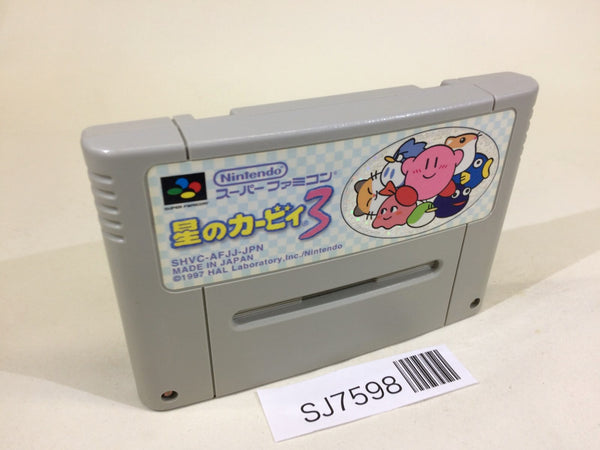 Nintendo
スーパーファミコン
SUPER FAMICOM
星のカービィ3
SHVC-AFJJ-JPN
MADE IN JAPAN
©1997 HAL Laboratory,Inc./Nintendo
SJ7598